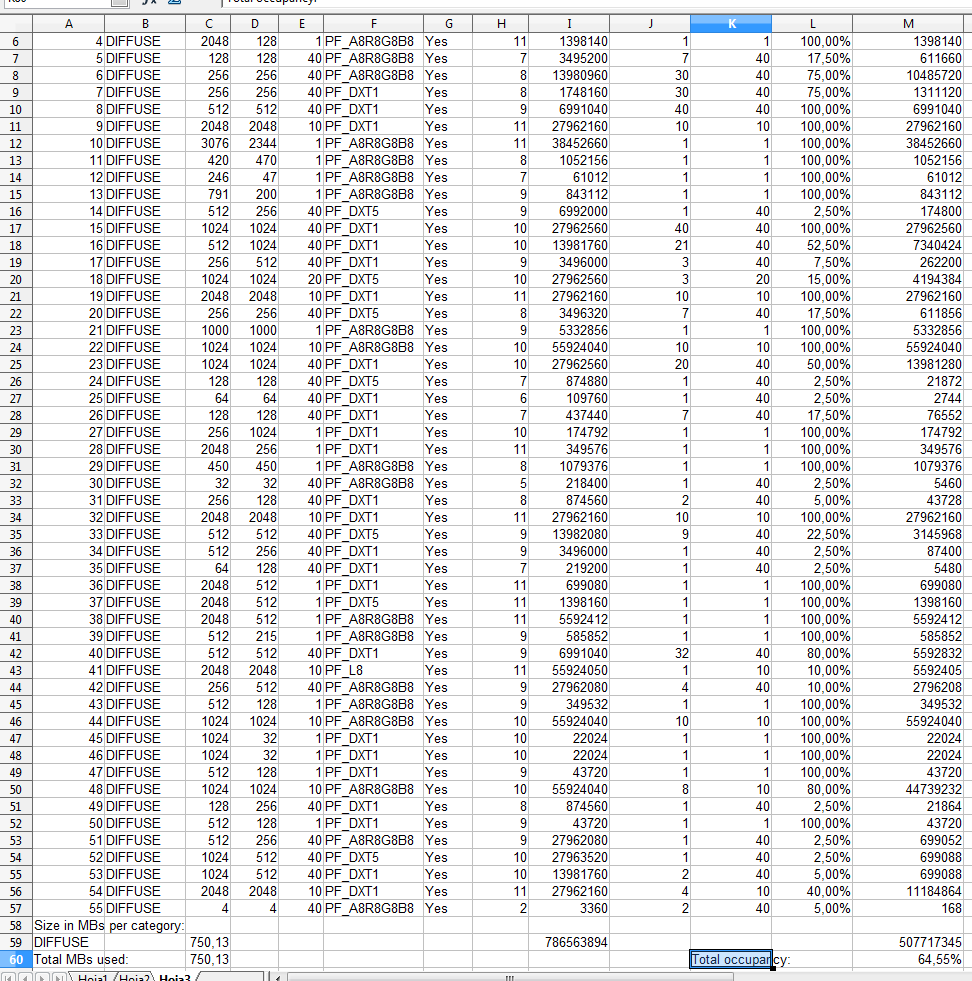 Total occupancy:
A B C D E F G H I J K L M
6 4 DIFFUSE 2048 128 1 PF_A8R8G8B8 Yes 11 1398140 1 1 100,00% 1398140
7 5 DIFFUSE 128 128 40 PF_A8R8G8B8 Yes 7 3495200 7 40 17,50% 611660
8 6 DIFFUSE 256 256 40 PF_A8R8G8B8 Yes 8 13980960 30 40 75,00% 10485720
9 7 DIFFUSE 256 256 40 PF_DXT1 Yes 8 1748160 30 40 75,00% 1311120
10 8 DIFFUSE 512 512 40 PF_DXT1 Yes 9 6991040 40 40 100,00% 6991040
11 9 DIFFUSE 2048 2048 10 PF_DXT1 Yes 11 27962160 10 10 100,00% 27962160
12 10 DIFFUSE 3076 2344 1 PF_A8R8G8B8 Yes 11 38452660 1 1 100,00% 38452660
13 11 DIFFUSE 420 470 1 PF_A8R8G8B8 Yes 8 1052156 1 1 100,00% 1052156
14 12 DIFFUSE 246 47 1 PF_A8R8G8B8 Yes 7 61012 1 1 100,00% 61012
15 13 DIFFUSE 791 200 1 PF_A8R8G8B8 Yes 9 843112 1 1 100,00% 843112
16 14 DIFFUSE 512 256 40 PF_DXT5 Yes 9 6992000 1 40 2,50% 174800
17 15 DIFFUSE 1024 1024 40 PF_DXT1 Yes 10 27962560 40 40 100,00% 27962560
18 16 DIFFUSE 512 1024 40 PF_DXT1 Yes 10 13981760 21 40 52,50% 7340424
19 17 DIFFUSE 256 512 40 PF_DXT1 Yes 9 3496000 3 40 7,50% 262200
20 18 DIFFUSE 1024 1024 20 PF_DXT5 Yes 10 27962560 3 20 15,00% 4194384
21 19 DIFFUSE 2048 2048 10 PF_DXT1 Yes 11 27962160 10 10 100,00% 27962160
22 20 DIFFUSE 256 256 40 PF_DXT5 Yes 8 3496320 7 40 17,50% 611856
23 21 DIFFUSE 1000 1000 1 PF_A8R8G8B8 Yes 9 5332856 1 1 100,00% 5332856
24 22 DIFFUSE 1024 1024 10 PF_A8R8G8B8 Yes 10 55924040 10 10 100,00% 55924040
25 23 DIFFUSE 1024 1024 40 PF_DXT1 Yes 10 27962560 20 40 50,00% 13981280
26 24 DIFFUSE 128 128 40 PF_DXT5 Yes 7 874880 1 40 2,50% 21872
27 25 DIFFUSE 64 64 40 PF_DXT1 Yes 6 109760 1 40 2,50% 2744
28 26 DIFFUSE 128 128 40 PF_DXT1 Yes 7 437440 7 40 17,50% 76552
29 27 DIFFUSE 256 1024 1 PF_DXT1 Yes 10 174792 1 1 100,00% 174792
30 28 DIFFUSE 2048 256 1 PF_DXT1 Yes 11 349576 1 1 100,00% 349576
31 29 DIFFUSE 450 450 1 PF_A8R8G8B8 Yes 8 1079376 1 1 100,00% 1079376
32 30 DIFFUSE 32 32 40 PF_A8R8G8B8 Yes 5 218400 1 40 2,50% 5460
33 31 DIFFUSE 256 128 40 PF_DXT1 Yes 8 874560 2 40 5,00% 43728
34 32 DIFFUSE 2048 2048 10 PF_DXT1 Yes 11 27962160 10 10 100,00% 27962160
35 33 DIFFUSE 512 512 40 PF_DXT5 Yes 9 13982080 9 40 22,50% 3145968
36 34 DIFFUSE 512 256 40 PF_DXT1 Yes 9 3496000 1 40 2,50% 87400
37 35 DIFFUSE 64 128 40 PF_DXT1 Yes 7 219200 1 40 2,50% 5480
38 36 DIFFUSE 2048 512 1 PF_DXT1 Yes 11 699080 1 1 100,00% 699080
39 37 DIFFUSE 2048 512 1 PF_DXT5 Yes 11 1398160 1 1 100,00% 1398160
40 38 DIFFUSE 2048 512 1 PF_A8R8G8B8 Yes 11 5592412 1 1 100,00% 5592412
41 39 DIFFUSE 512 215 1 PF_A8R8G8B8 Yes 9 585852 1 1 100,00% 585852
42 40 DIFFUSE 512 512 40 PF_DXT1 Yes 9 6991040 32 40 80,00% 5592832
43 41 DIFFUSE 2048 2048 10 PF_L8 Yes 11 55924050 1 10 10,00% 5592405
44 42 DIFFUSE 256 512 40 PF_A8R8G8B8 Yes 9 27962080 4 40 10,00% 2796208
45 43 DIFFUSE 512 128 1 PF_A8R8G8B8 Yes 9 349532 1 1 100,00% 349532
46 44 DIFFUSE 1024 1024 10 PF_A8R8G8B8 Yes 10 55924040 10 10 100,00% 55924040
47 45 DIFFUSE 1024 32 1 PF_DXT1 Yes 10 22024 1 1 100,00% 22024
48 46 DIFFUSE 1024 32 1 PF_DXT1 Yes 10 22024 1 1 100,00% 22024
49 47 DIFFUSE 512 128 1 PF_DXT1 Yes 9 43720 1 1 100,00% 43720
50 48 DIFFUSE 1024 1024 10 PF_A8R8G8B8 Yes 10 55924040 8 10 80,00% 44739232
51 49 DIFFUSE 128 256 40 PF_DXT1 Yes 8 874560 1 40 2,50% 21864
52 50 DIFFUSE 512 128 1 PF_DXT1 Yes 9 43720 1 1 100,00% 43720
53 51 DIFFUSE 512 256 40 PF_A8R8G8B8 Yes 9 27962080 1 40 2,50% 699052
54 52 DIFFUSE 1024 512 40 PF_DXT5 Yes 10 27963520 1 40 2,50% 699088
55 53 DIFFUSE 1024 512 40 PF_DXT1 Yes 10 13981760 2 40 5,00% 699088
56 54 DIFFUSE 2048 2048 10 PF_DXT1 Yes 11 27962160 4 10 40,00% 11184864
57 55 DIFFUSE 4 4 40 PF_A8R8G8B8 Yes 2 3360 2 40 5,00% 168
58 Size in MBs per category:
59 DIFFUSE 750,13 786563894 507717345
60 Total MBs used: 750,13 Total occupancy: 64,55%
Hoja1 Hoja2 Hoja3